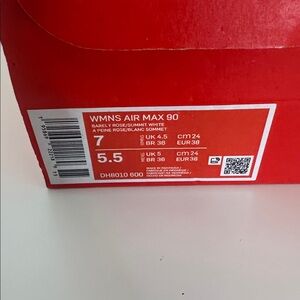 WMNS AIR MAX 90
BARELY ROSE/SUMMIT WHITE
A PEINE ROSE/BLANC SOMMET
7 UK 4.5 cm 24
BR 36 EUR 38
5.5 UK 5 cm 24
BR 36 EUR 38
DH8010 600